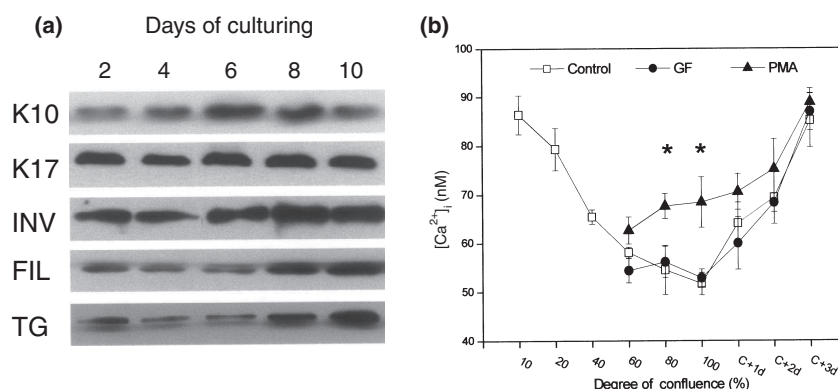 (a)
Days of culturing
2 4 6 8 10
K10
K17
INV
FIL
TG
(b)
100
90
80
70
60
50
40
[Ca2+]i (nM)
Control GF PMA
* *
10 20 40 60 80 100 C+1d C+2d C+3d
Degree of confluence (%)